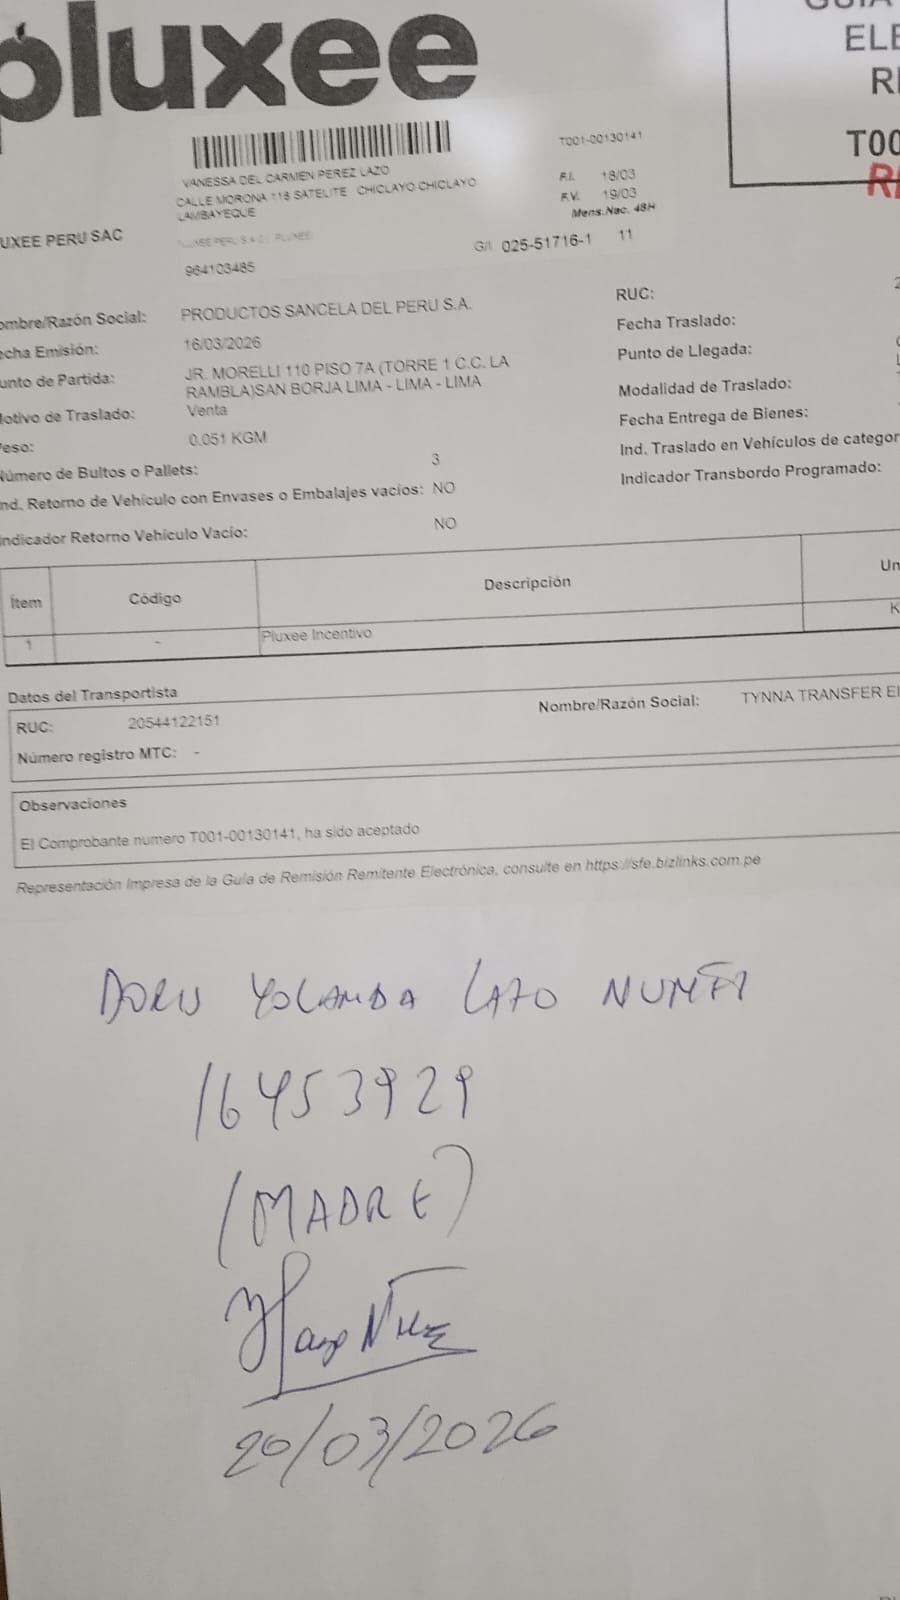 pluxee
ELE
RE
T00
VANESSA DEL CARMEN PEREZ LAZO
CALLE MORONA 118 SATELITE CHICLAYO CHICLAYO
LAMBAYEQUE
T001-00130141
F.I. 18/03
F.V. 19/03
Mens.Nac. 48H
UXEE PERU SAC
G/I 025-51716-1 11
964103485
ombre/Razón Social: PRODUCTOS SANCELA DEL PERU S.A.
RUC:
echa Emisión: 16/03/2026
Fecha Traslado:
unto de Partida: JR. MORELLI 110 PISO 7A (TORRE 1 C.C. LA
RAMBLA)SAN BORJA LIMA - LIMA - LIMA
Punto de Llegada:
Motivo de Traslado: Venta
Modalidad de Traslado:
Peso: 0.051 KGM
Fecha Entrega de Bienes:
Número de Bultos o Pallets: 3
Ind. Traslado en Vehículos de categor
Ind. Retorno de Vehículo con Envases o Embalajes vacíos: NO
Indicador Transbordo Programado:
Indicador Retorno Vehículo Vacío: NO
Ítem Código Descripción Un
1 - Pluxee Incentivo K
Datos del Transportista
RUC: 20544122151
Nombre/Razón Social: TYNNA TRANSFER EI
Número registro MTC: -
Observaciones
El Comprobante numero T001-00130141, ha sido aceptado
Representación Impresa de la Guía de Remisión Remitente Electrónica, consulte en https://sfe.bizlinks.com.pe
DORIS YOLANDA LAZO NUÑEZ
16453929
(MADRE)
20/03/2026